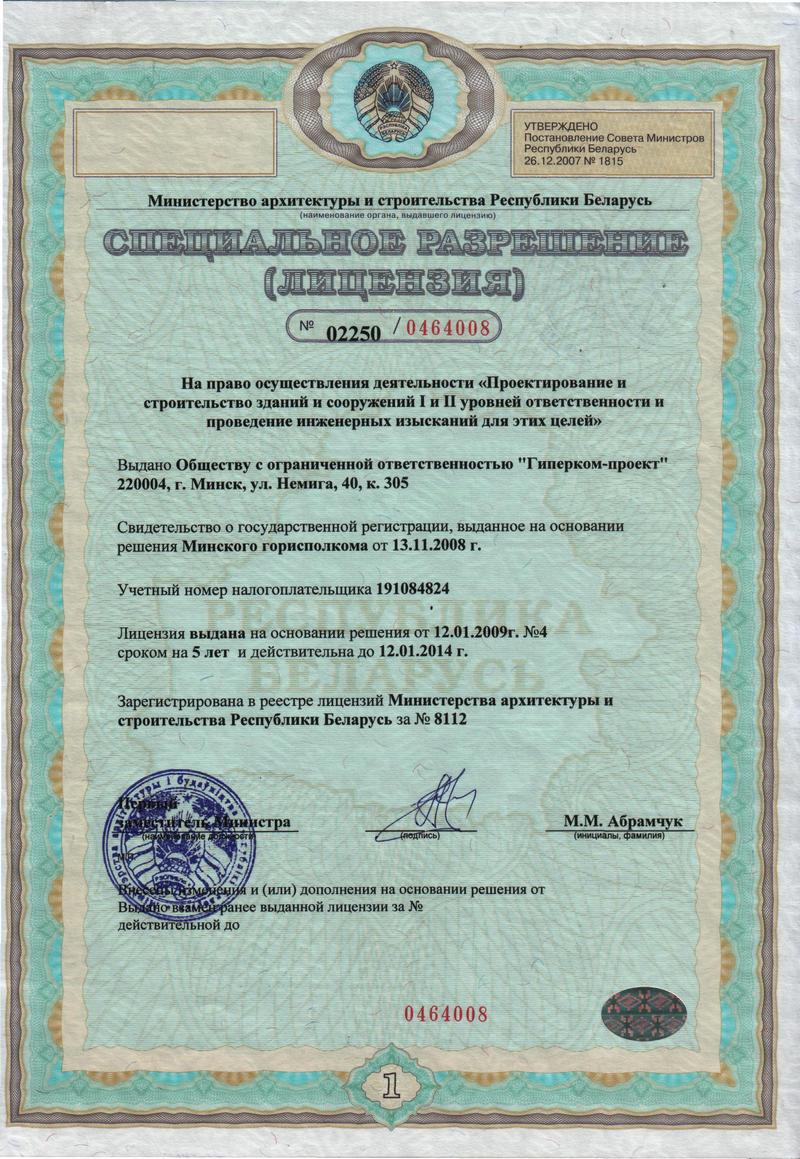 УТВЕРЖДЕНО
Постановление Совета Министров
Республики Беларусь
26.12.2007 № 1815
Министерство архитектуры и строительства Республики Беларусь
(наименование органа, выдавшего лицензию)
СПЕЦИАЛЬНОЕ РАЗРЕШЕНИЕ
(ЛИЦЕНЗИЯ)
№ 02250 / 0464008
На право осуществления деятельности «Проектирование и
строительство зданий и сооружений I и II уровней ответственности и
проведение инженерных изысканий для этих целей»
Выдано Обществу с ограниченной ответственностью "Гиперком-проект"
220004, г. Минск, ул. Немига, 40, к. 305
Свидетельство о государственной регистрации, выданное на основании
решения Минского горисполкома от 13.11.2008 г.
Учетный номер налогоплательщика 191084824
РЕСПУБЛИКА
Лицензия выдана на основании решения от 12.01.2009г. №4
сроком на 5 лет и действительна до 12.01.2014 г.
БЕЛАРУСЬ
Зарегистрирована в реестре лицензий Министерства архитектуры и
строительства Республики Беларусь за № 8112
Первый
заместитель Министра
М.М. Абрамчук
(наименование должности)
(подпись)
(инициалы, фамилия)
М.П.
Внесены изменения и (или) дополнения на основании решения от
Выдано взамен ранее выданной лицензии за №
действительной до
0464008
1